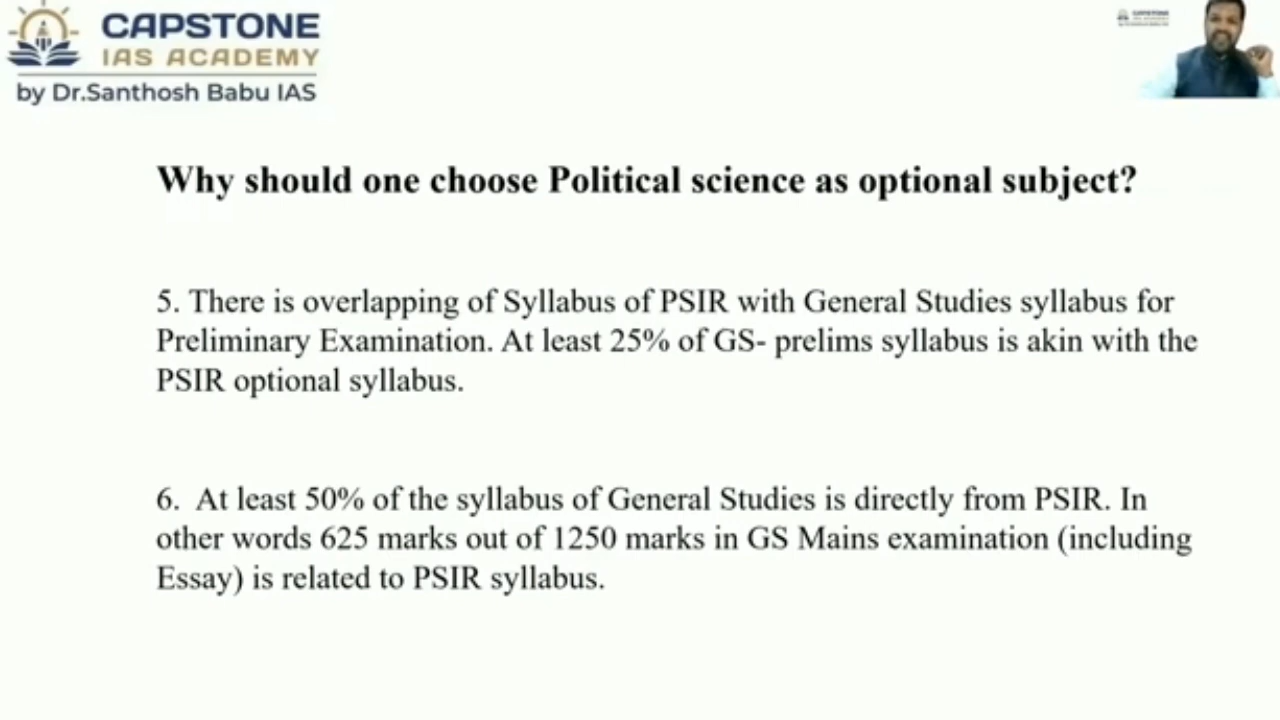 CAPSTONE
IAS ACADEMY
by Dr.Santhosh Babu IAS
CAPSTONE
Why should one choose Political science as optional subject?
5. There is overlapping of Syllabus of PSIR with General Studies syllabus for
Preliminary Examination. At least 25% of GS- prelims syllabus is akin with the
PSIR optional syllabus.
6. At least 50% of the syllabus of General Studies is directly from PSIR. In
other words 625 marks out of 1250 marks in GS Mains examination (including
Essay) is related to PSIR syllabus.